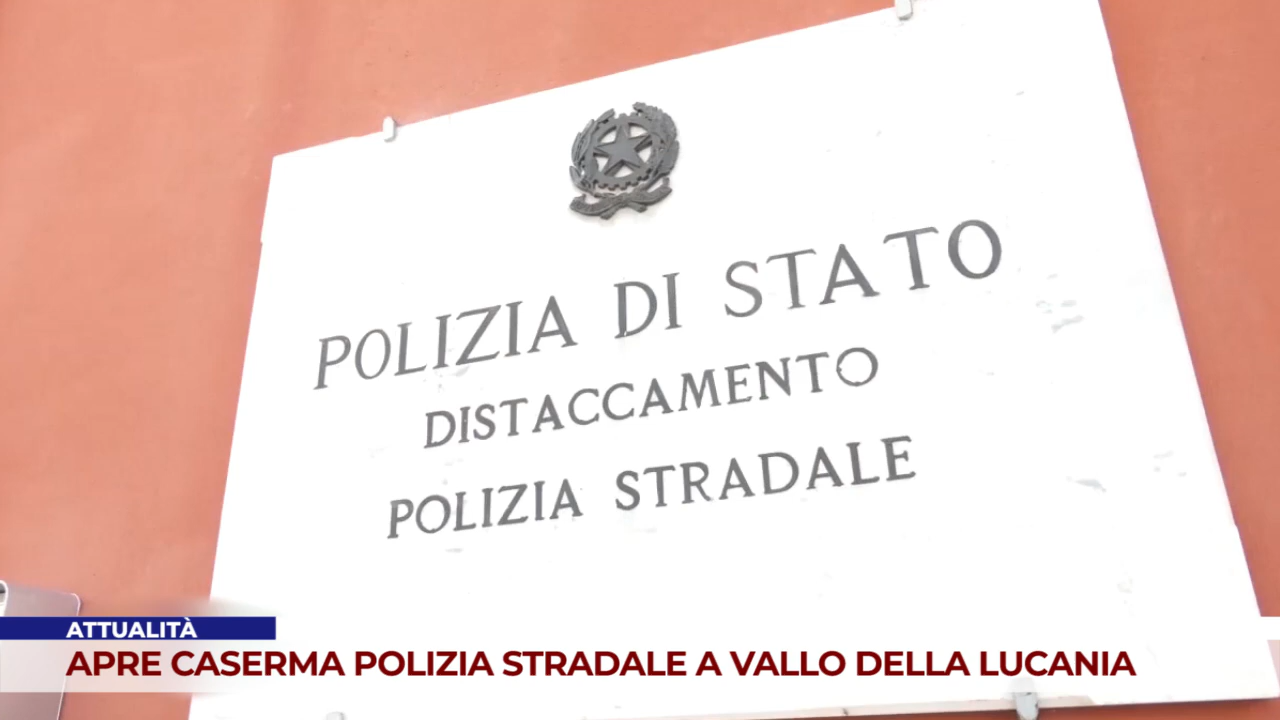 POLIZIA DI STATO
DISTACCAMENTO
POLIZIA STRADALE
ATTUALITÀ
APRE CASERMA POLIZIA STRADALE A VALLO DELLA LUCANIA